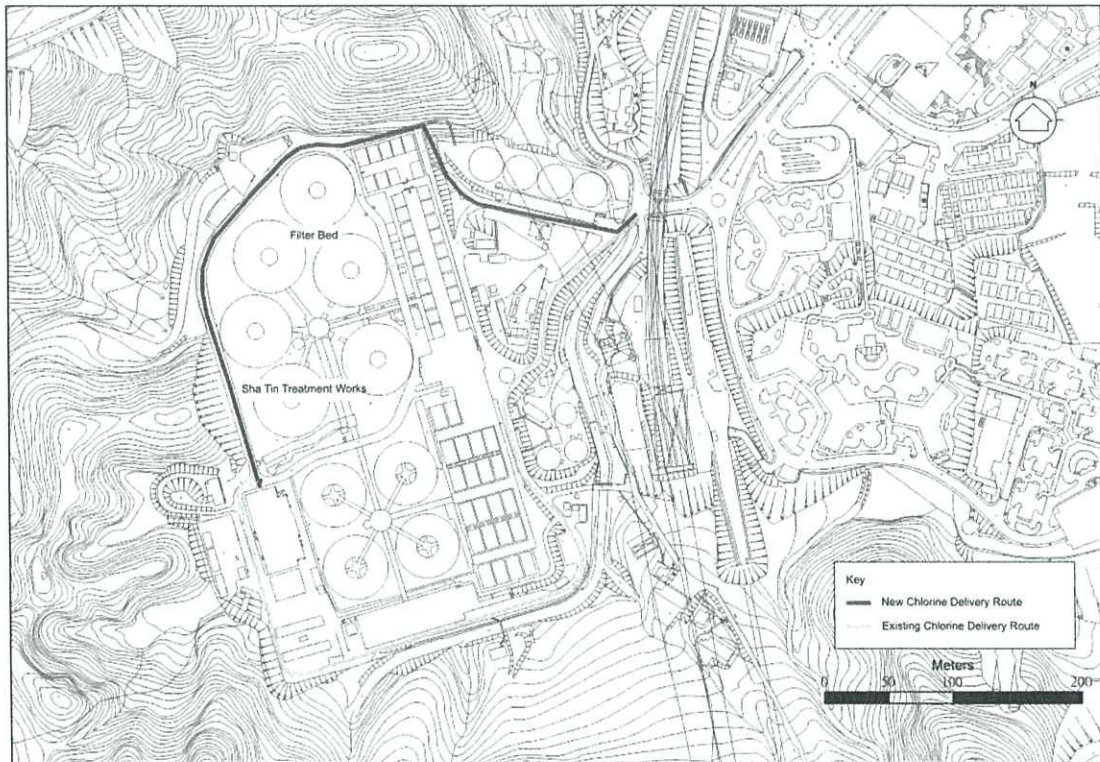 N
Filter Bed
Sha Tin Treatment Works
Key
New Chlorine Delivery Route
Existing Chlorine Delivery Route
Meters
0 50 100 200